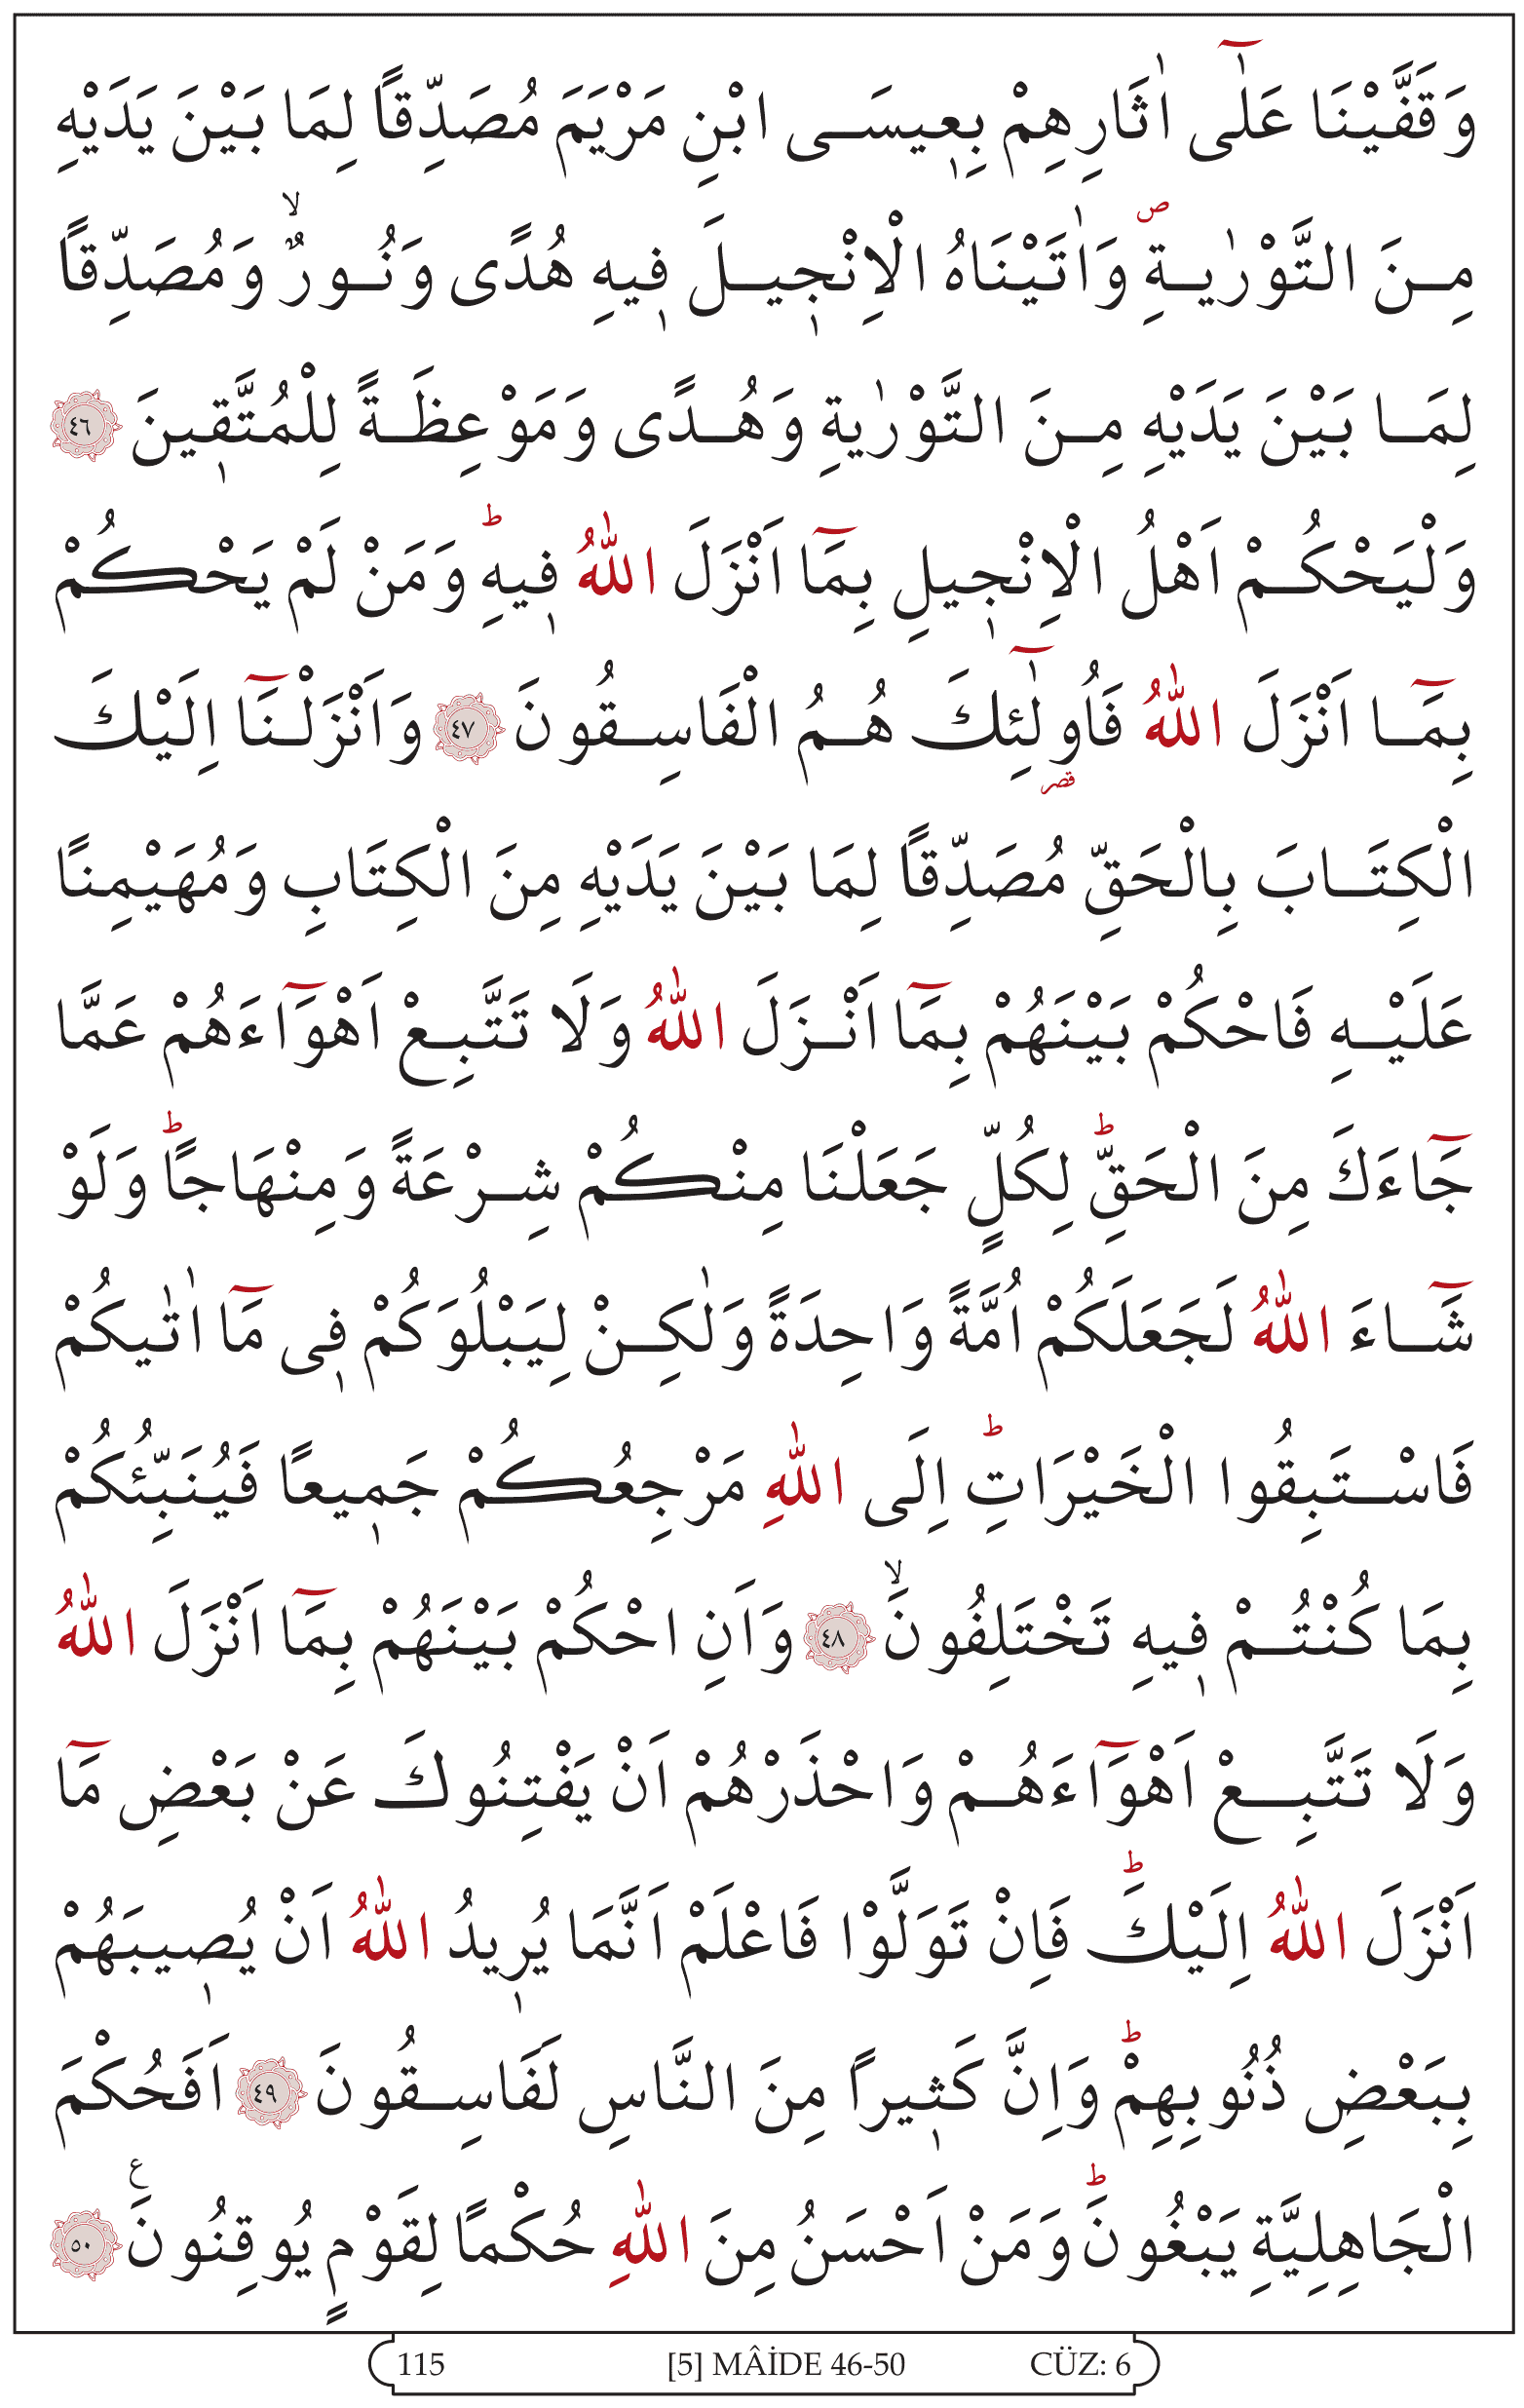 وَقَفَّيْنَا عَلٰٓى اٰثَارِهِمْ بِع۪يسَى ابْنِ مَرْيَمَ مُصَدِّقًا لِمَا بَيْنَ يَدَيْهِ
مِنَ التَّوْرٰيةِۖ وَاٰتَيْنَاهُ الْاِنْج۪يلَ ف۪يهِ هُدًى وَنُورٌۙ وَمُصَدِّقًا
لِمَا بَيْنَ يَدَيْهِ مِنَ التَّوْرٰيةِ وَهُدًى وَمَوْعِظَةً لِلْمُتَّق۪ينَ ﴿٤٦﴾
وَلْيَحْكُمْ اَهْلُ الْاِنْج۪يلِ بِمَٓا اَنْزَلَ اللّٰهُ ف۪يهِۜ وَمَنْ لَمْ يَحْكُمْ
بِمَٓا اَنْزَلَ اللّٰهُ فَاُو۬لٰٓئِكَ هُمُ الْفَاسِقُونَ ﴿٤٧﴾ وَاَنْزَلْنَٓا اِلَيْكَ
قصر
الْكِتَابَ بِالْحَقِّ مُصَدِّقًا لِمَا بَيْنَ يَدَيْهِ مِنَ الْكِتَابِ وَمُهَيْمِنًا
عَلَيْهِ فَاحْكُمْ بَيْنَهُمْ بِمَٓا اَنْزَلَ اللّٰهُ وَلَا تَتَّبِعْ اَهْوَٓاءَهُمْ عَمَّا
جَٓاءَكَ مِنَ الْحَقِّۜ لِكُلٍّ جَعَلْنَا مِنْكُمْ شِرْعَةً وَمِنْهَاجًاۜ وَلَوْ
شَٓاءَ اللّٰهُ لَجَعَلَكُمْ اُمَّةً وَاحِدَةً وَلٰكِنْ لِيَبْلُوَكُمْ ف۪ي مَٓا اٰتٰيكُمْ
فَاسْتَبِقُوا الْخَيْرَاتِۜ اِلَى اللّٰهِ مَرْجِعُكُمْ جَم۪يعًا فَيُنَبِّئُكُمْ
بِمَا كُنْتُمْ ف۪يهِ تَخْتَلِفُونَۙ ﴿٤٨﴾ وَاَنِ احْكُمْ بَيْنَهُمْ بِمَٓا اَنْزَلَ اللّٰهُ
وَلَا تَتَّبِعْ اَهْوَٓاءَهُمْ وَاحْذَرْهُمْ اَنْ يَفْتِنُوكَ عَنْ بَعْضِ مَٓا
اَنْزَلَ اللّٰهُ اِلَيْكَۜ فَاِنْ تَوَلَّوْا فَاعْلَمْ اَنَّمَا يُر۪يدُ اللّٰهُ اَنْ يُص۪يبَهُمْ
بِبَعْضِ ذُنُوبِهِمْۜ وَاِنَّ كَث۪يرًا مِنَ النَّاسِ لَفَاسِقُونَ ﴿٤٩﴾ اَفَحُكْمَ
الْجَاهِلِيَّةِ يَبْغُونَۜ وَمَنْ اَحْسَنُ مِنَ اللّٰهِ حُكْمًا لِقَوْمٍ يُوقِنُونَ۟ ع ﴿٥٠﴾
115 [5] MÂİDE 46-50 CÜZ: 6